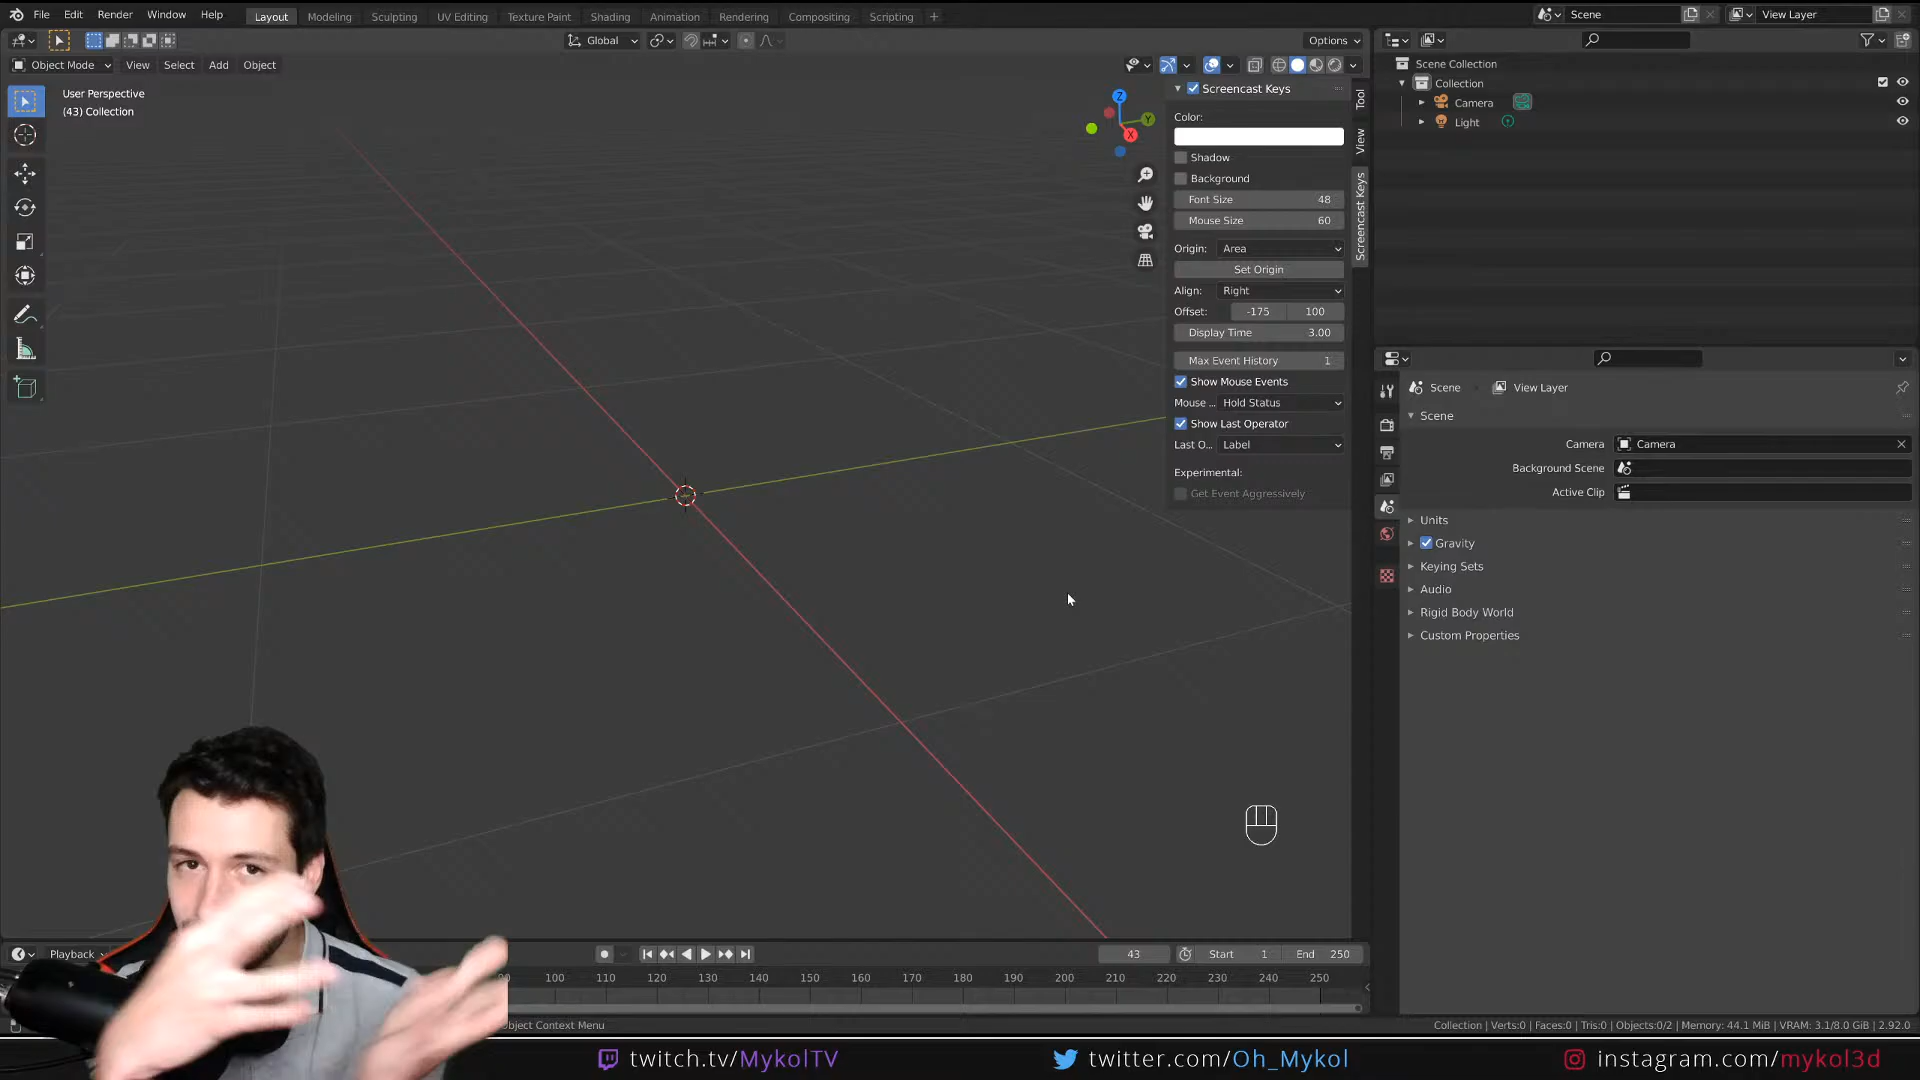 File Edit Render Window Help Layout Modeling Sculpting UV Editing Texture Paint Shading Animation Rendering Compositing Scripting + Scene View Layer
Global Options
Object Mode View Select Add Object
User Perspective
(43) Collection
Z
Y
X
Screencast Keys
Color:
Shadow
Background
Font Size 48
Mouse Size 60
Origin: Area
Set Origin
Align: Right
Offset: -175 100
Display Time 3.00
Max Event History 1
Show Mouse Events
Mouse ... Hold Status
Show Last Operator
Last O... Label
Experimental:
Get Event Aggressively
Tool
View
Screencast Keys
Scene Collection
Collection
Camera
Light
Scene View Layer
Scene
Camera Camera
Background Scene
Active Clip
Units
Gravity
Keying Sets
Audio
Rigid Body World
Custom Properties
Playback 43 Start 1 End 250
100 110 120 130 140 150 160 170 180 190 200 210 220 230 240 250
Object Context Menu
Collection | Verts:0 | Faces:0 | Tris:0 | Objects:0/2 | Memory: 44.1 MiB | VRAM: 3.1/8.0 GiB | 2.92.0
twitch.tv/MykolTV twitter.com/Oh_Mykol instagram.com/mykol3d